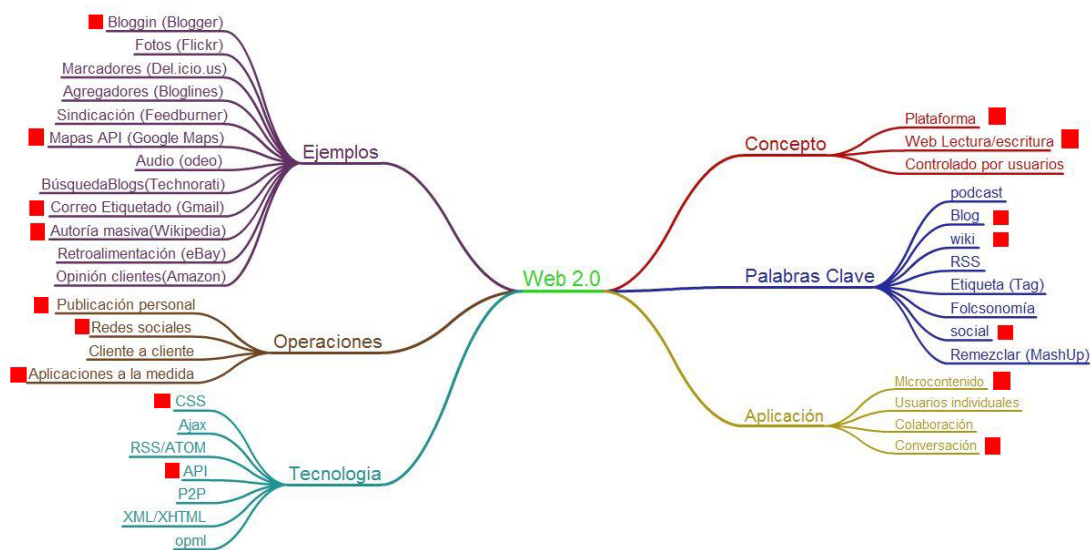 Web 2.0
Ejemplos
Bloggin (Blogger)
Fotos (Flickr)
Marcadores (Del.icio.us)
Agregadores (Bloglines)
Sindicación (Feedburner)
Mapas API (Google Maps)
Audio (odeo)
BúsquedaBlogs(Technorati)
Correo Etiquetado (Gmail)
Autoría masiva(Wikipedia)
Retroalimentación (eBay)
Opinión clientes(Amazon)
Operaciones
Publicación personal
Redes sociales
Cliente a cliente
Aplicaciones a la medida
Tecnologia
CSS
Ajax
RSS/ATOM
API
P2P
XML/XHTML
opml
Concepto
Plataforma
Web Lectura/escritura
Controlado por usuarios
Palabras Clave
podcast
Blog
wiki
RSS
Etiqueta (Tag)
Folcsonomía
social
Remezclar (MashUp)
Aplicación
Microcontenido
Usuarios individuales
Colaboración
Conversación